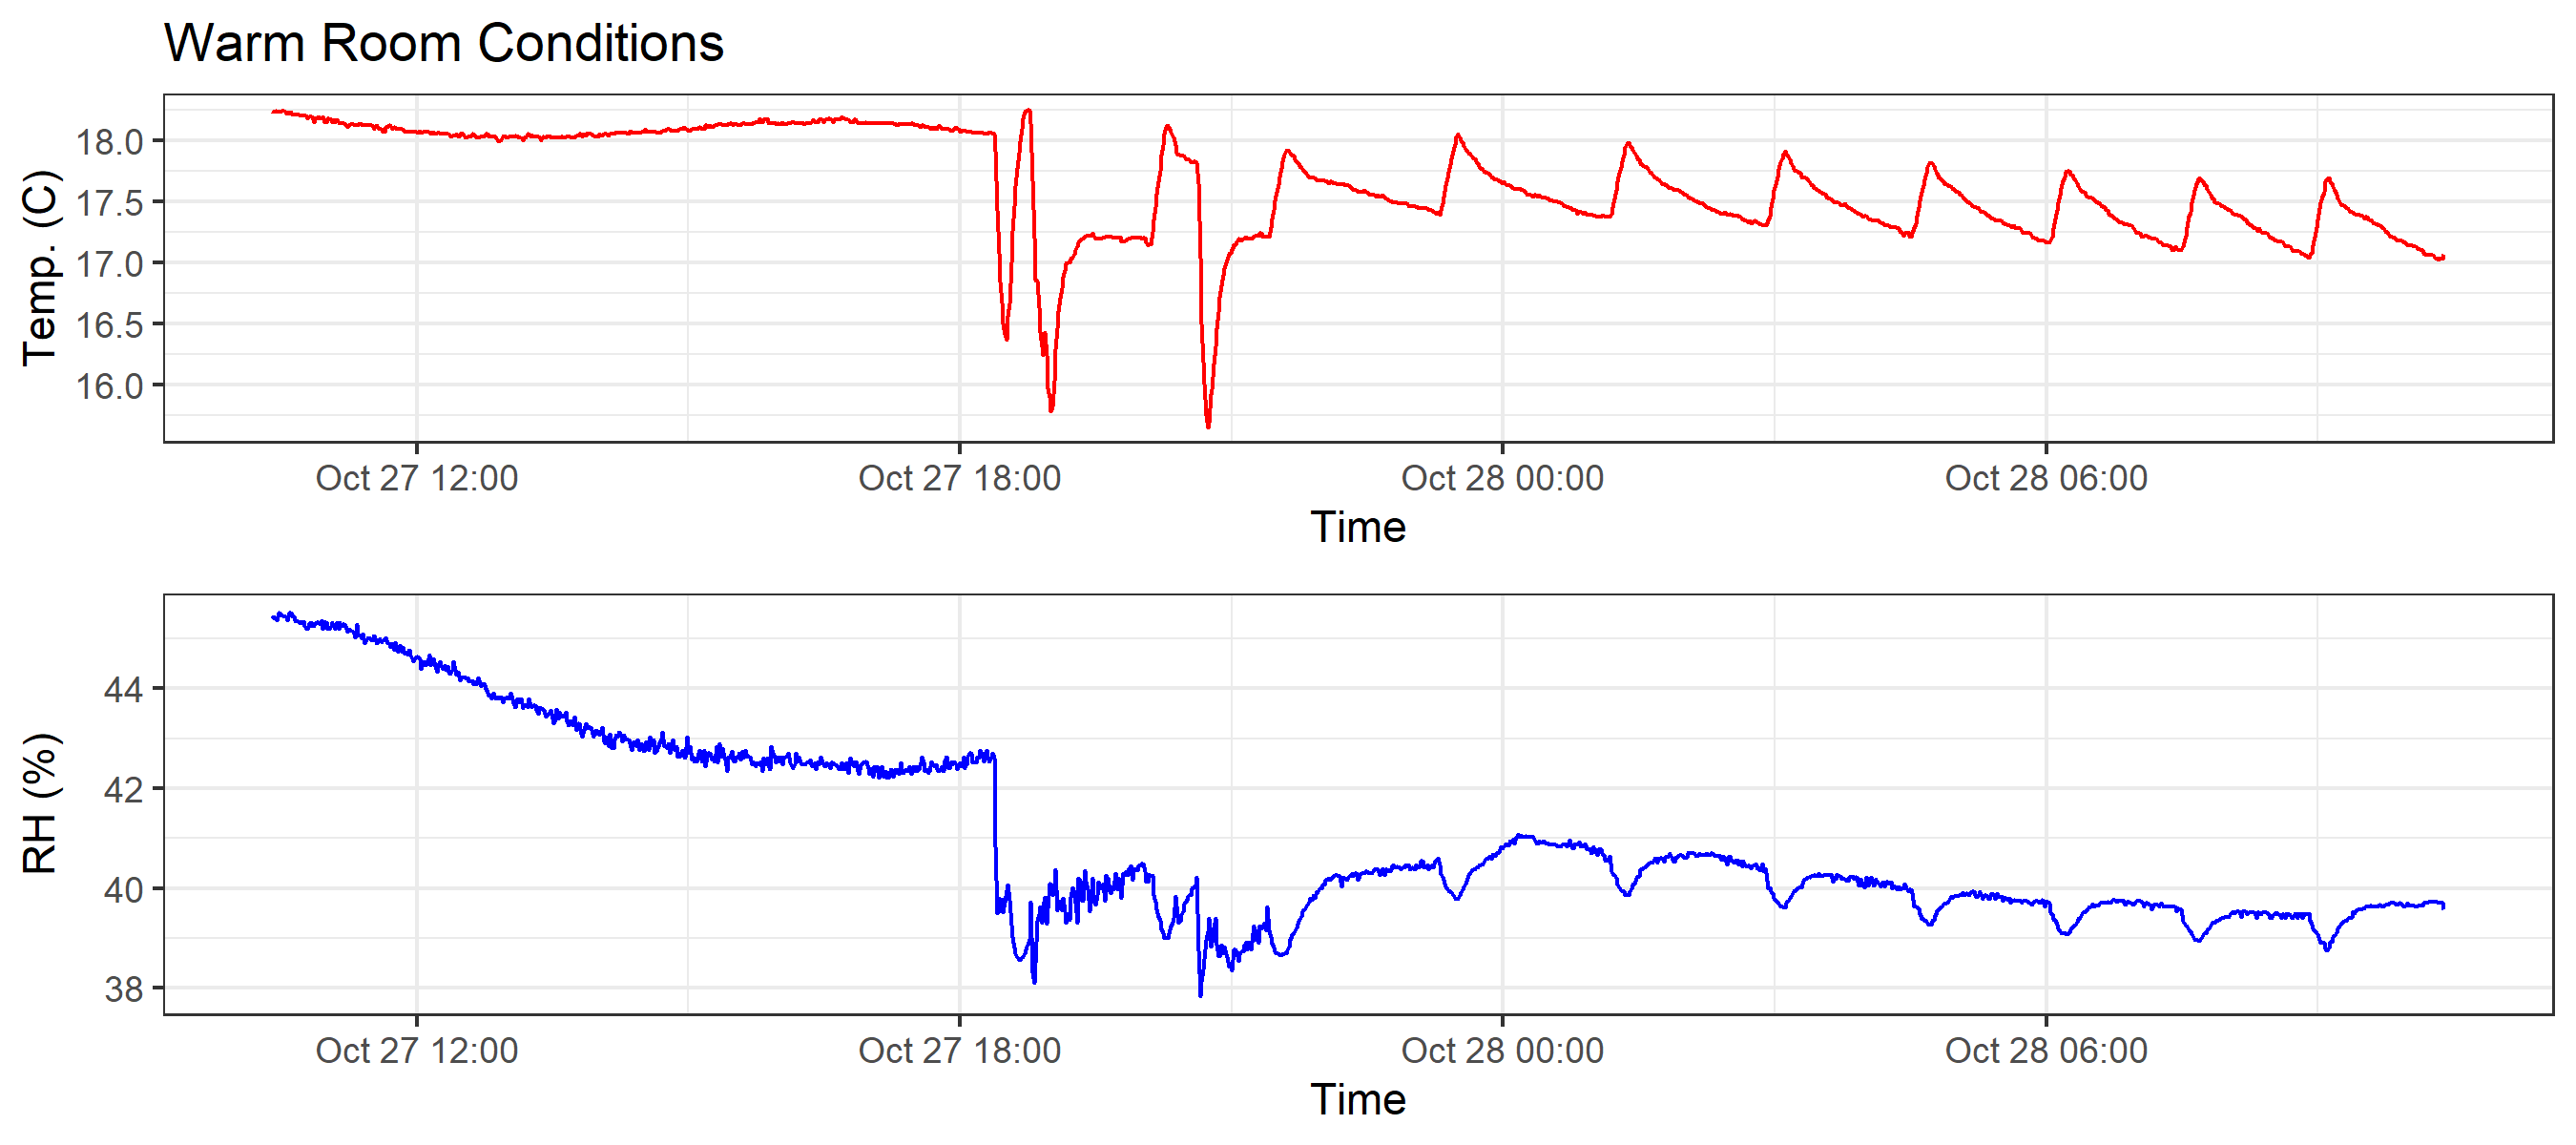 Warm Room Conditions
Temp. (C)
18.0
17.5
17.0
16.5
16.0
Oct 27 12:00 Oct 27 18:00 Oct 28 00:00 Oct 28 06:00
Time
RH (%)
44
42
40
38
Oct 27 12:00 Oct 27 18:00 Oct 28 00:00 Oct 28 06:00
Time